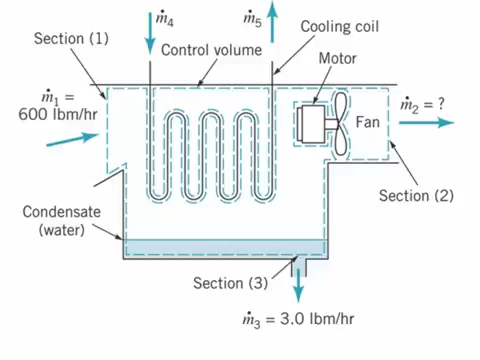 ṁ4
ṁ5
Cooling coil
Section (1)
Control volume
Motor
ṁ1 =
600 lbm/hr
ṁ2 = ?
Fan
Section (2)
Condensate
(water)
Section (3)
ṁ3 = 3.0 lbm/hr